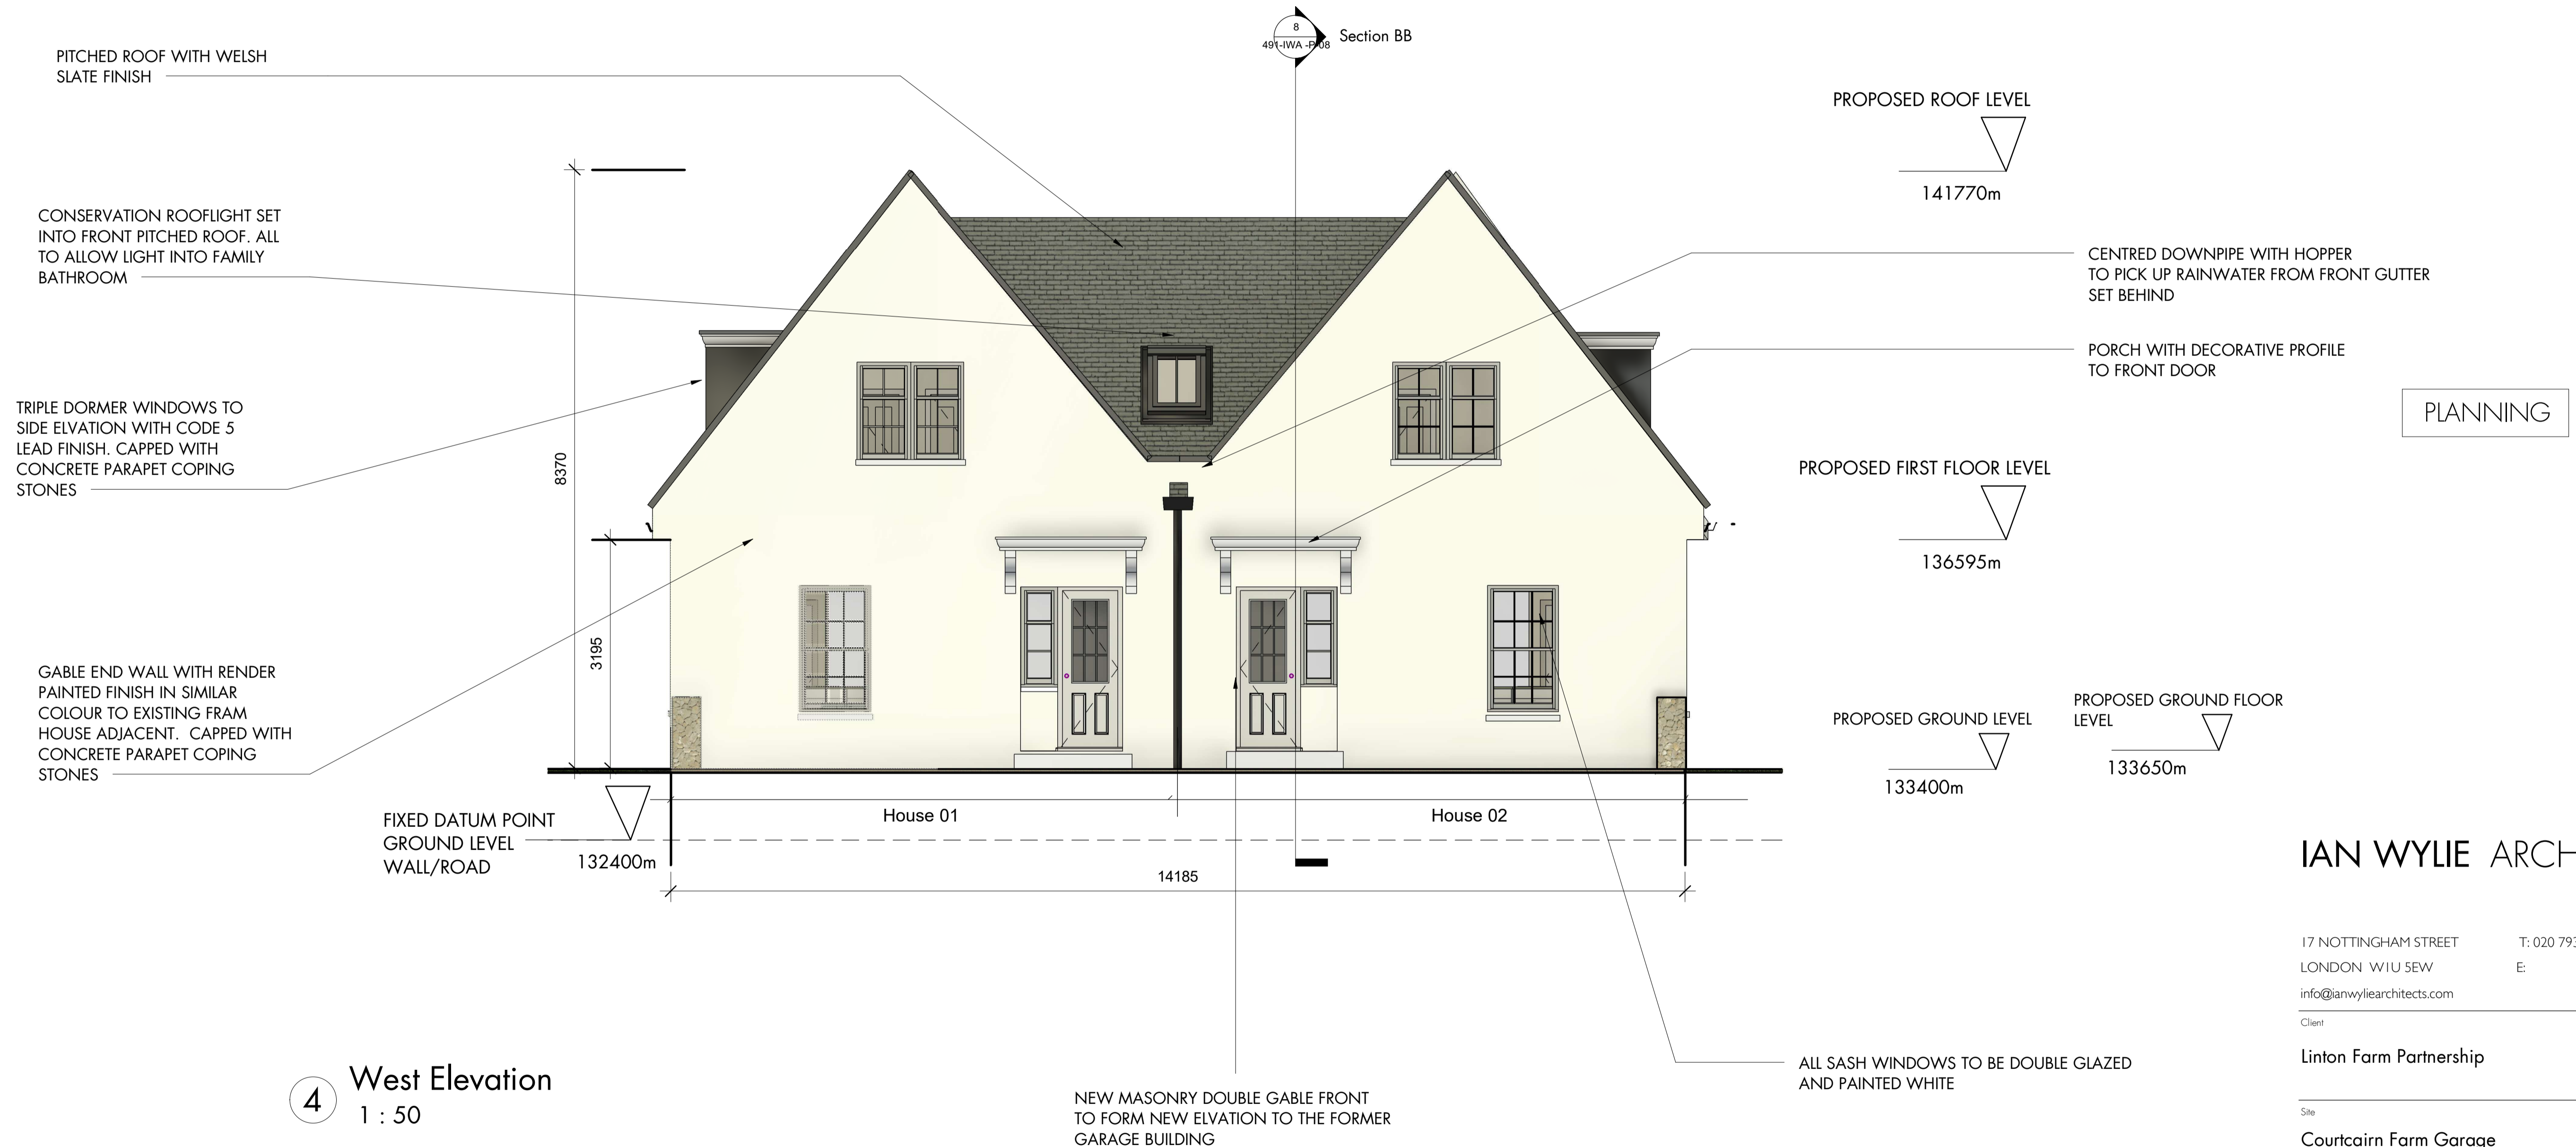 8
491-IWA -P-08
Section BB
PITCHED ROOF WITH WELSH
SLATE FINISH
CONSERVATION ROOFLIGHT SET
INTO FRONT PITCHED ROOF. ALL
TO ALLOW LIGHT INTO FAMILY
BATHROOM
TRIPLE DORMER WINDOWS TO
SIDE ELVATION WITH CODE 5
LEAD FINISH. CAPPED WITH
CONCRETE PARAPET COPING
STONES
GABLE END WALL WITH RENDER
PAINTED FINISH IN SIMILAR
COLOUR TO EXISTING FRAM
HOUSE ADJACENT. CAPPED WITH
CONCRETE PARAPET COPING
STONES
8370
3195
FIXED DATUM POINT
GROUND LEVEL
WALL/ROAD
132400m
House 01
House 02
14185
PROPOSED ROOF LEVEL
141770m
CENTRED DOWNPIPE WITH HOPPER
TO PICK UP RAINWATER FROM FRONT GUTTER
SET BEHIND
PORCH WITH DECORATIVE PROFILE
TO FRONT DOOR
PLANNING
PROPOSED FIRST FLOOR LEVEL
136595m
PROPOSED GROUND LEVEL
133400m
PROPOSED GROUND FLOOR
LEVEL
133650m
ALL SASH WINDOWS TO BE DOUBLE GLAZED
AND PAINTED WHITE
NEW MASONRY DOUBLE GABLE FRONT
TO FORM NEW ELVATION TO THE FORMER
GARAGE BUILDING
4
West Elevation
1 : 50
IAN WYLIE ARCH
17 NOTTINGHAM STREET T: 020 793
LONDON W1U 5EW E:
info@ianwyliearchitects.com
Client
Linton Farm Partnership
Site
Courtcairn Farm Garage